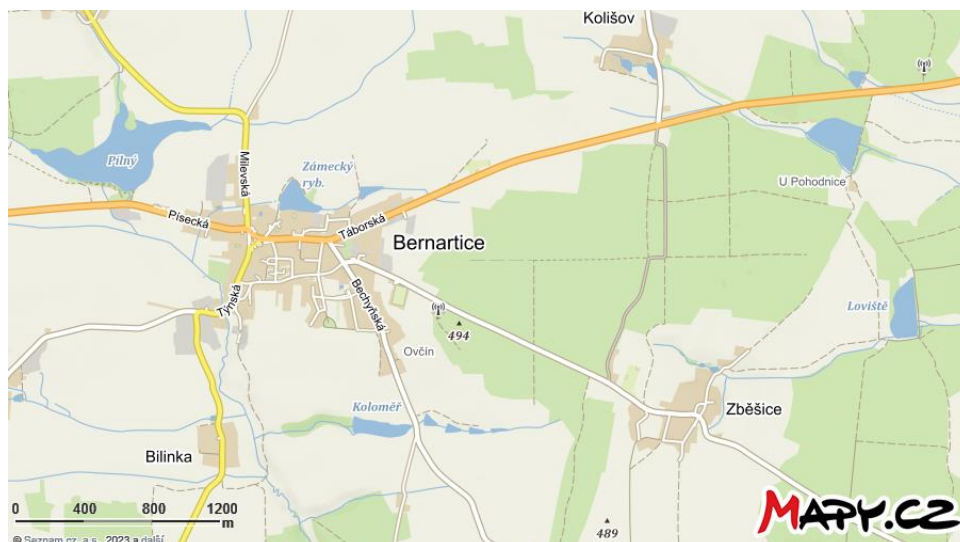 Kolišov
Pilný
Milevská
Zámecký
ryb.
U Pohodnice
Písecká
Táborská
Bernartice
Týnská
Bechyňská
Loviště
494
Ovčín
Koloměř
Zběšice
Bilinka
0 400 800 1200
m
489
MAPY.CZ
© Seznam.cz, a.s., 2023 a další